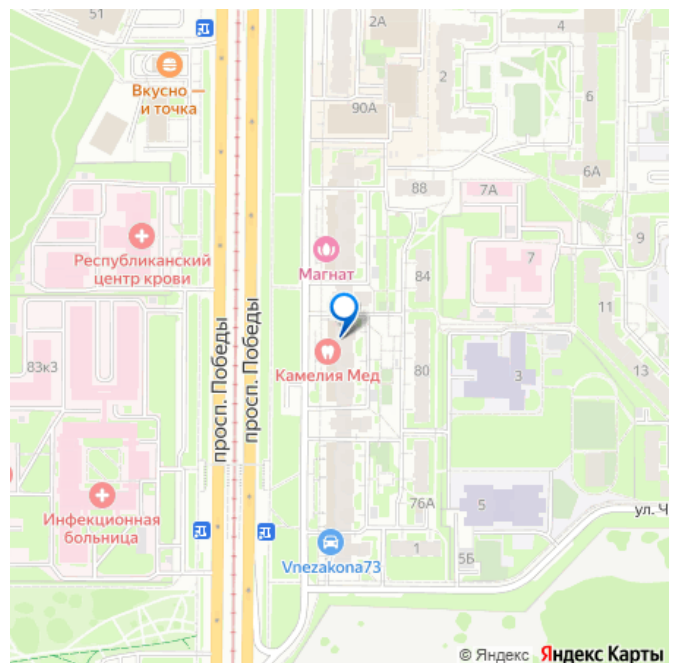 51
2А
4
2
Вкусно —
и точка
90А
6
6А
88
7А
Республиканский
центр крови
9
7
Магнат
84
11
просп. Победы
просп. Победы
83к3
Камелия Мед
80
3
13
76А
5
ул. Ч
Инфекционная
больница
1
5Б
Vnezakona73
© Яндекс Яндекс Карты